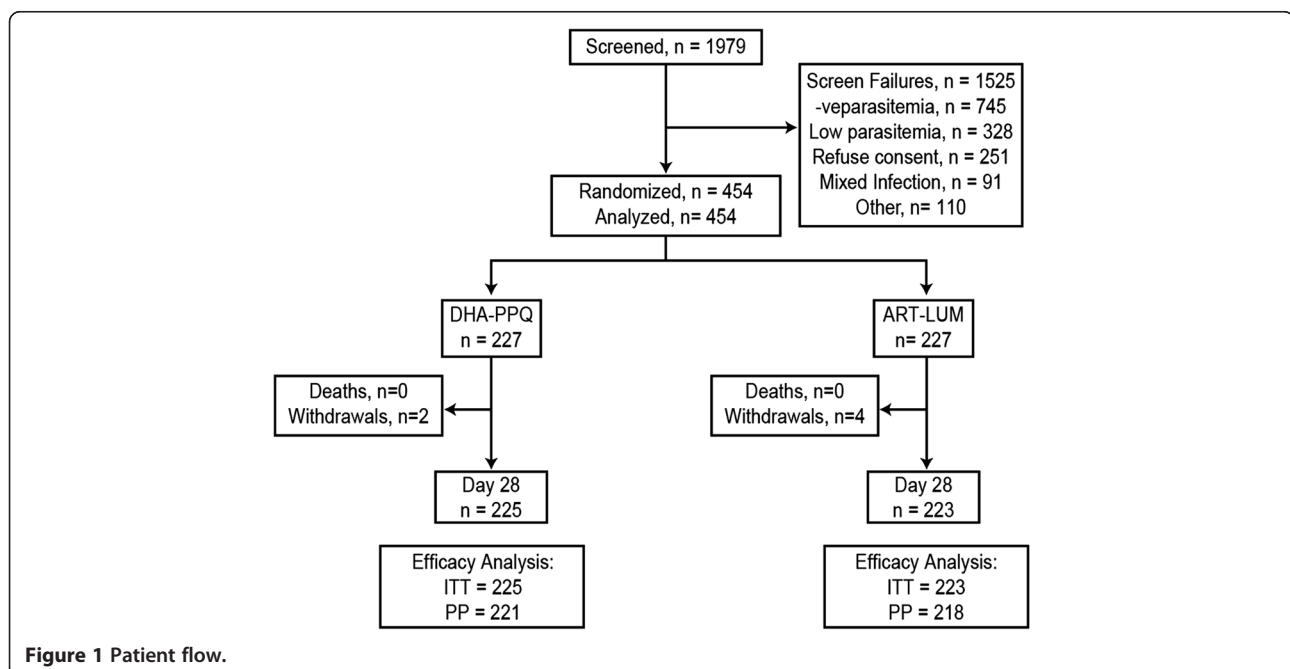 Screened, n = 1979
Screen Failures, n = 1525
-veparasitemia, n = 745
Low parasitemia, n = 328
Refuse consent, n = 251
Mixed Infection, n = 91
Other, n= 110
Randomized, n = 454
Analyzed, n= 454
DHA-PPQ
n = 227
ART-LUM
n= 227
Deaths, n=0
Withdrawals, n=2
Deaths, n=0
Withdrawals, n=4
Day 28
n = 225
Day 28
n = 223
Efficacy Analysis:
ITT = 225
PP = 221
Efficacy Analysis:
ITT = 223
PP = 218
Figure 1 Patient flow.